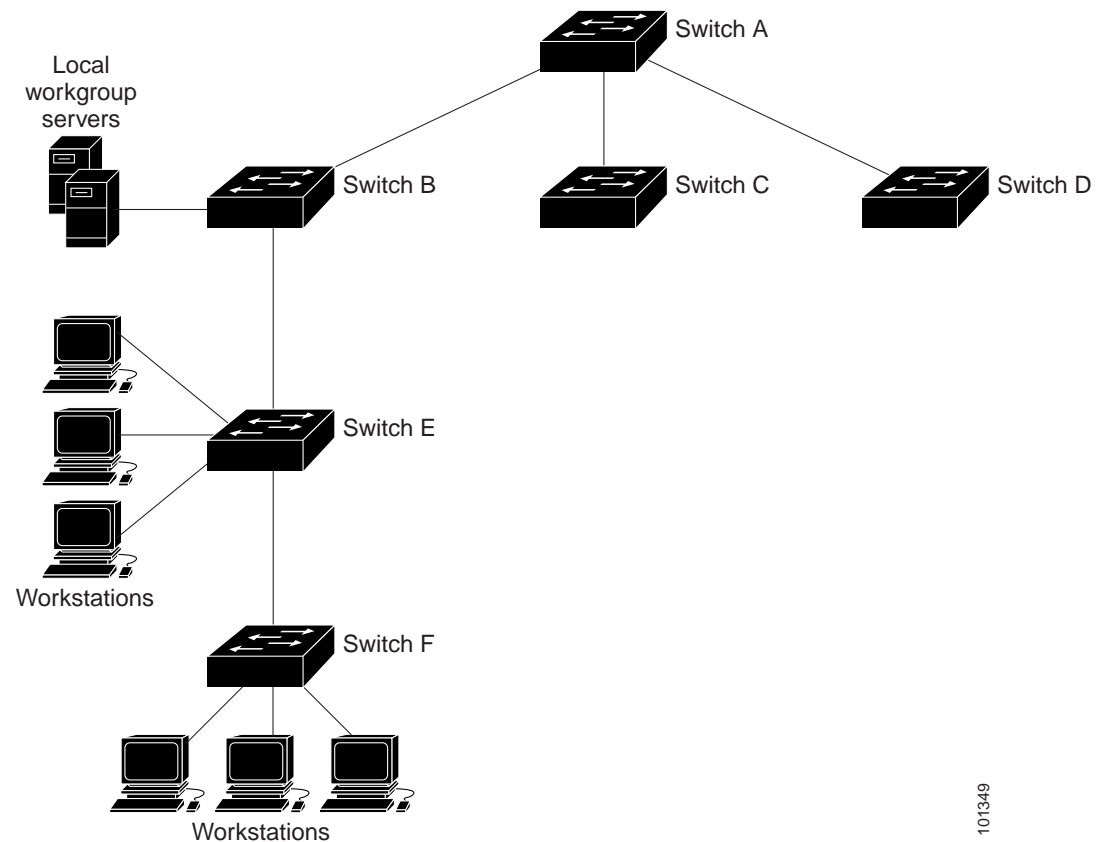 Switch A
Local
workgroup
servers
Switch B
Switch C
Switch D
Switch E
Workstations
Switch F
Workstations
101349